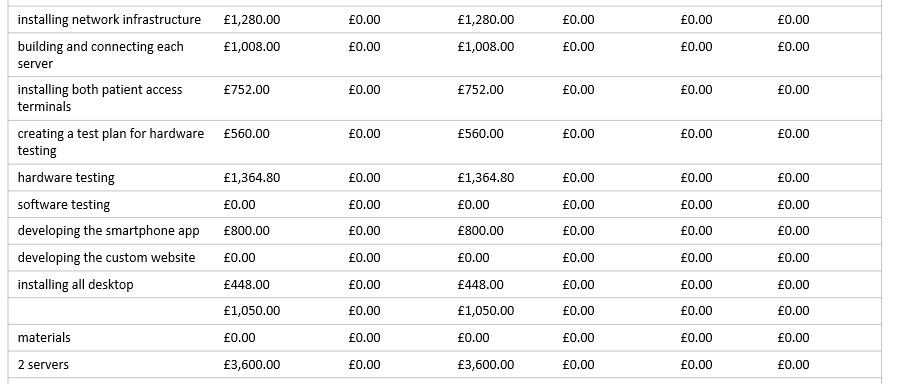 installing network infrastructure £1,280.00 £0.00 £1,280.00 £0.00 £0.00 £0.00
building and connecting each £1,008.00 £0.00 £1,008.00 £0.00 £0.00 £0.00
server
installing both patient access £752.00 £0.00 £752.00 £0.00 £0.00 £0.00
terminals
creating a test plan for hardware £560.00 £0.00 £560.00 £0.00 £0.00 £0.00
testing
hardware testing £1,364.80 £0.00 £1,364.80 £0.00 £0.00 £0.00
software testing £0.00 £0.00 £0.00 £0.00 £0.00 £0.00
developing the smartphone app £800.00 £0.00 £800.00 £0.00 £0.00 £0.00
developing the custom website £0.00 £0.00 £0.00 £0.00 £0.00 £0.00
installing all desktop £448.00 £0.00 £448.00 £0.00 £0.00 £0.00
£1,050.00 £0.00 £1,050.00 £0.00 £0.00 £0.00
materials £0.00 £0.00 £0.00 £0.00 £0.00 £0.00
2 servers £3,600.00 £0.00 £3,600.00 £0.00 £0.00 £0.00